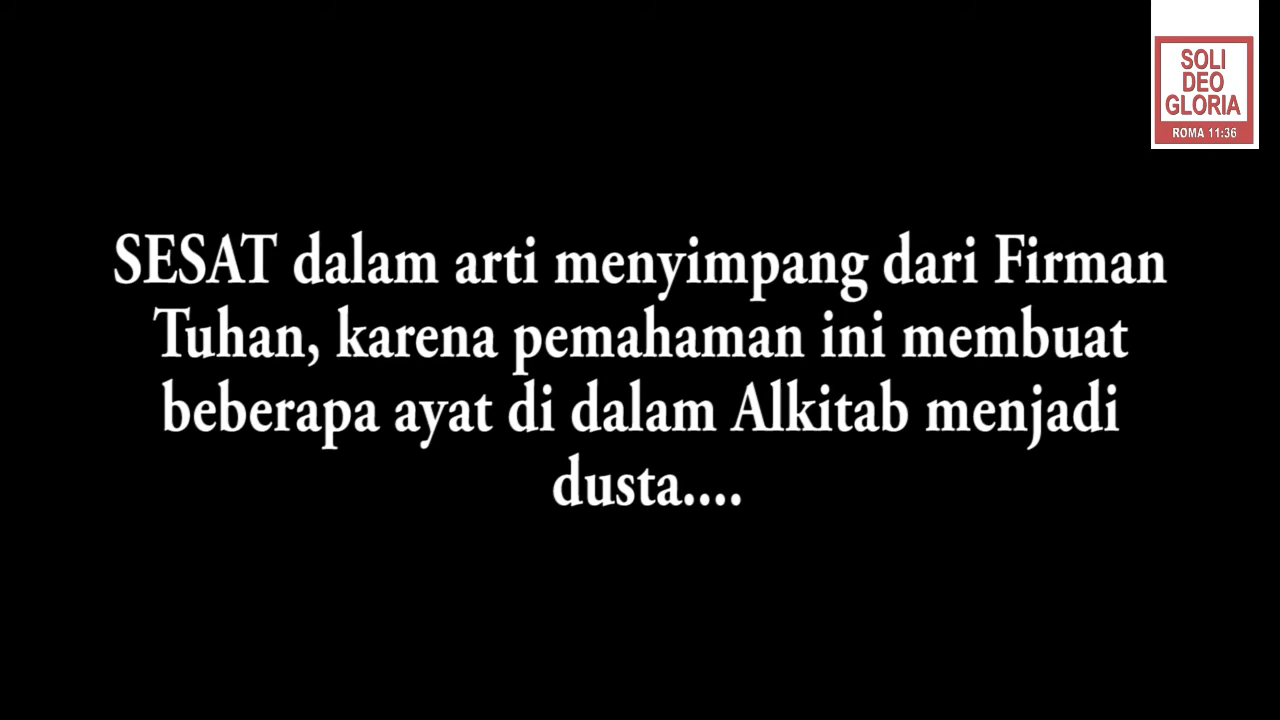 SOLI
DEO
GLORIA
ROMA 11:36
SESAT dalam arti menyimpang dari Firman
Tuhan, karena pemahaman ini membuat
beberapa ayat di dalam Alkitab menjadi
dusta....